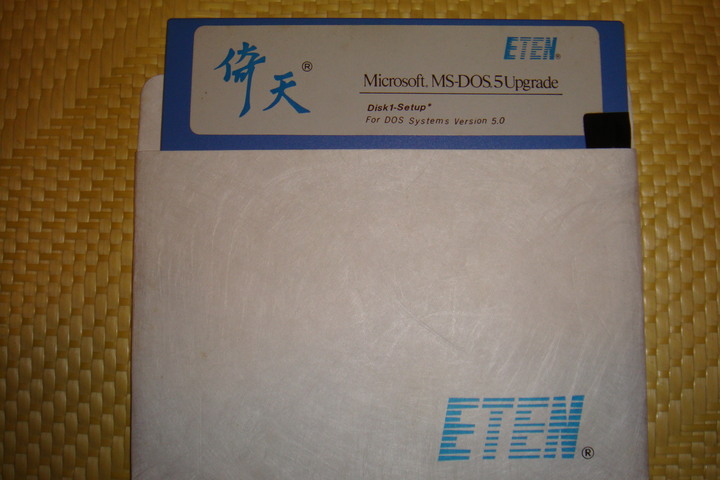 倚天®
ETEN®
Microsoft® MS-DOS® 5 Upgrade
Disk1-Setup*
For DOS Systems Version 5.0
ETEN®